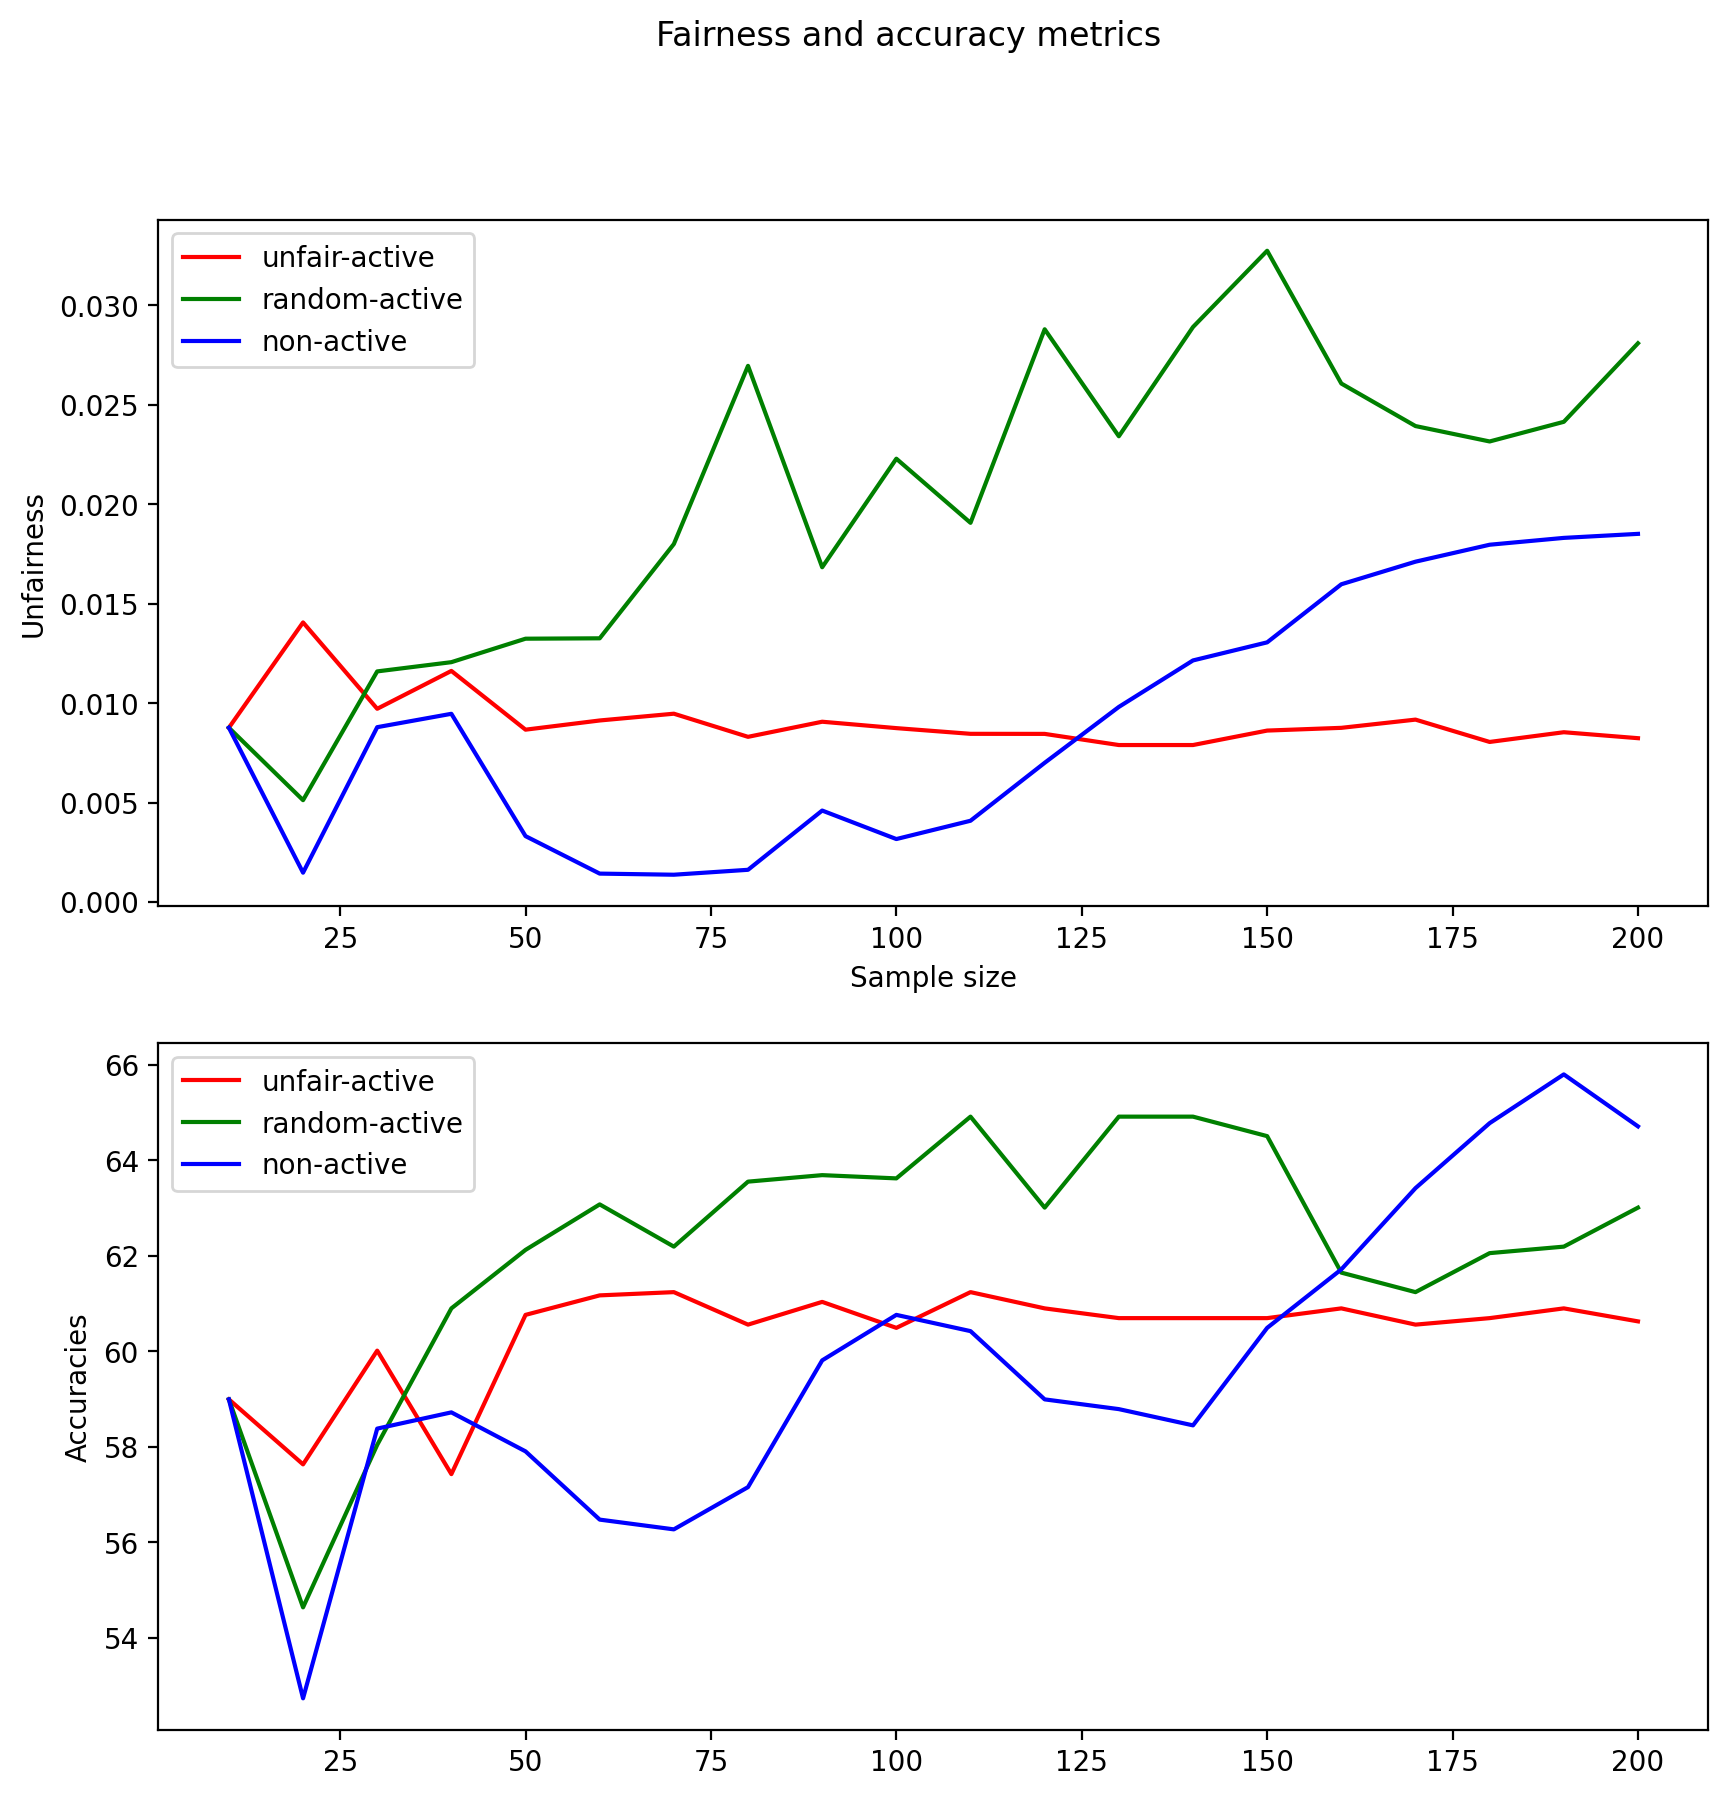 Fairness and accuracy metrics
unfair-active
random-active
non-active
0.030
0.025
0.020
0.015
0.010
0.005
0.000
Unfairness
25 50 75 100 125 150 175 200
Sample size
unfair-active
random-active
non-active
66
64
62
60
58
56
54
Accuracies
25 50 75 100 125 150 175 200